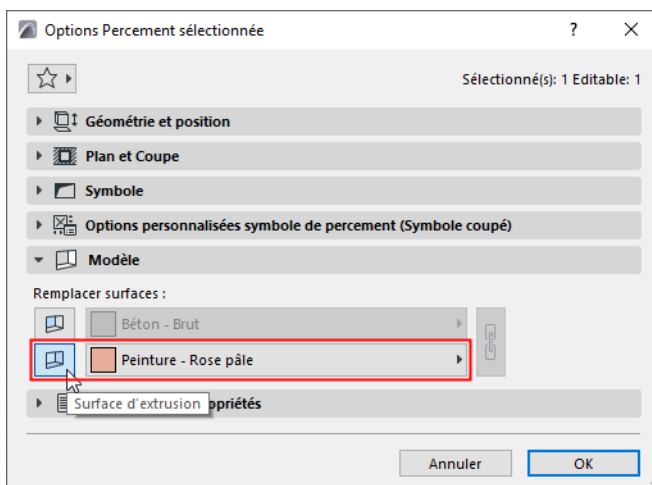 Options Percement sélectionnée
?
Sélectionné(s): 1 Editable: 1
Géométrie et position
Plan et Coupe
Symbole
Options personnalisées symbole de percement (Symbole coupé)
Modèle
Remplacer surfaces :
Béton - Brut
Peinture - Rose pâle
Surface d'extrusion opriétés
Annuler OK